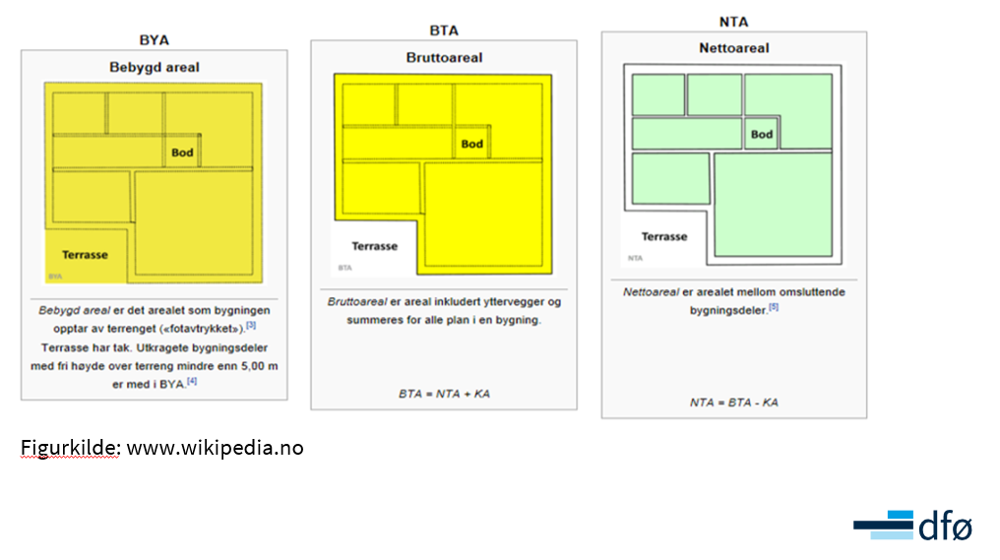 BYA
Bebygd areal
Bod
Terrasse
BYA
Bebygd areal er det arealet som bygningen
opptar av terrenget («fotavtrykket»).[3]
Terrasse har tak. Utkragete bygningsdeler
med fri høyde over terreng mindre enn 5,00 m
er med i BYA.[4]
BTA
Bruttoareal
Bod
Terrasse
BTA
Bruttoareal er areal inkludert yttervegger og
summeres for alle plan i en bygning.
BTA = NTA + KA
NTA
Nettoareal
Bod
Terrasse
NTA
Nettoareal er arealet mellom omsluttende
bygningsdeler.[5]
NTA = BTA - KA
Figurkilde: www.wikipedia.no
dfø